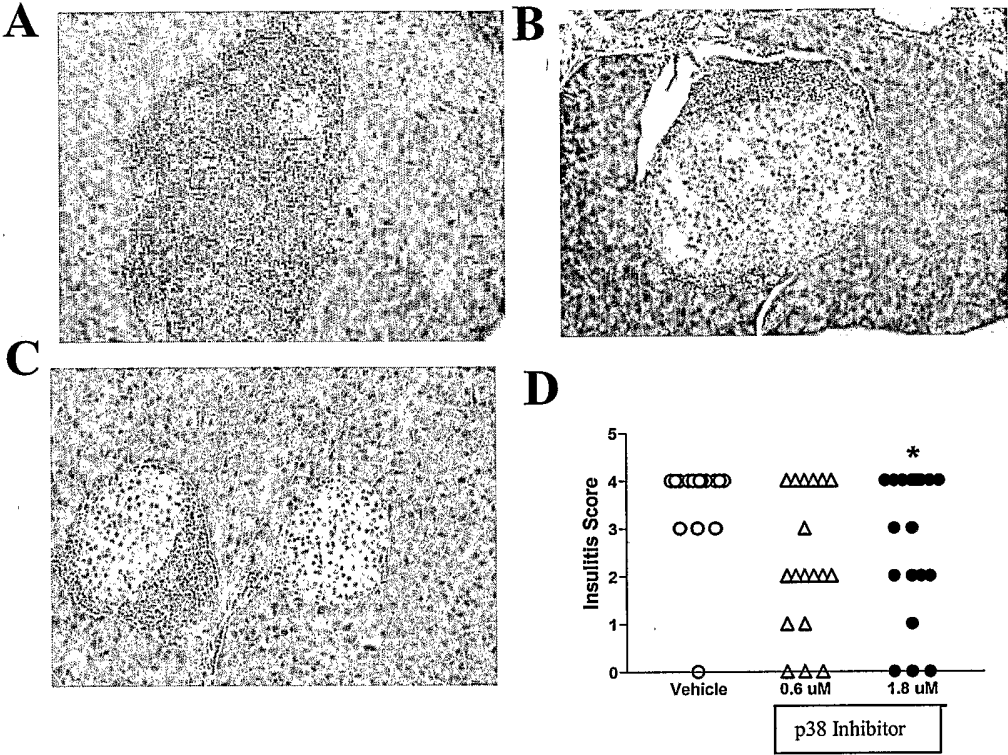 A
B
C
D
*
5
4
3
2
1
0
Insulitis Score
Vehicle
0.6 uM
1.8 uM
p38 Inhibitor